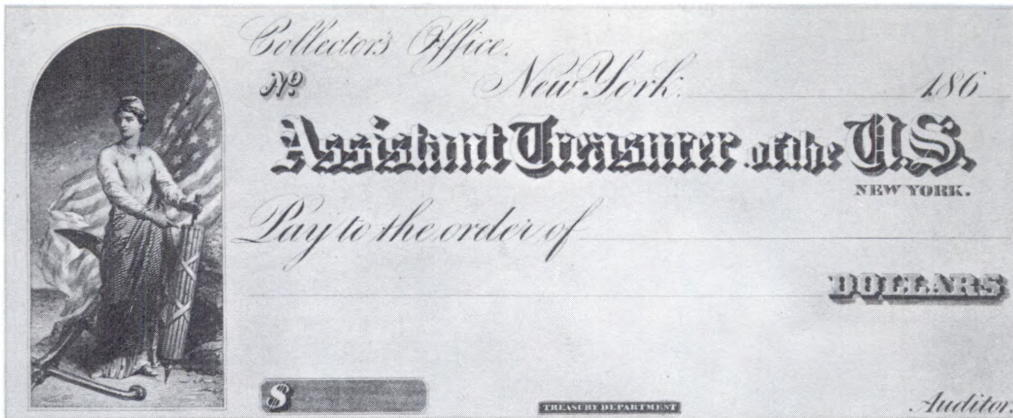 Collector's Office.
No New York. 186
Assistant Treasurer of the U.S.
NEW YORK.
Pay to the order of
DOLLARS
$
TREASURY DEPARTMENT
Auditor